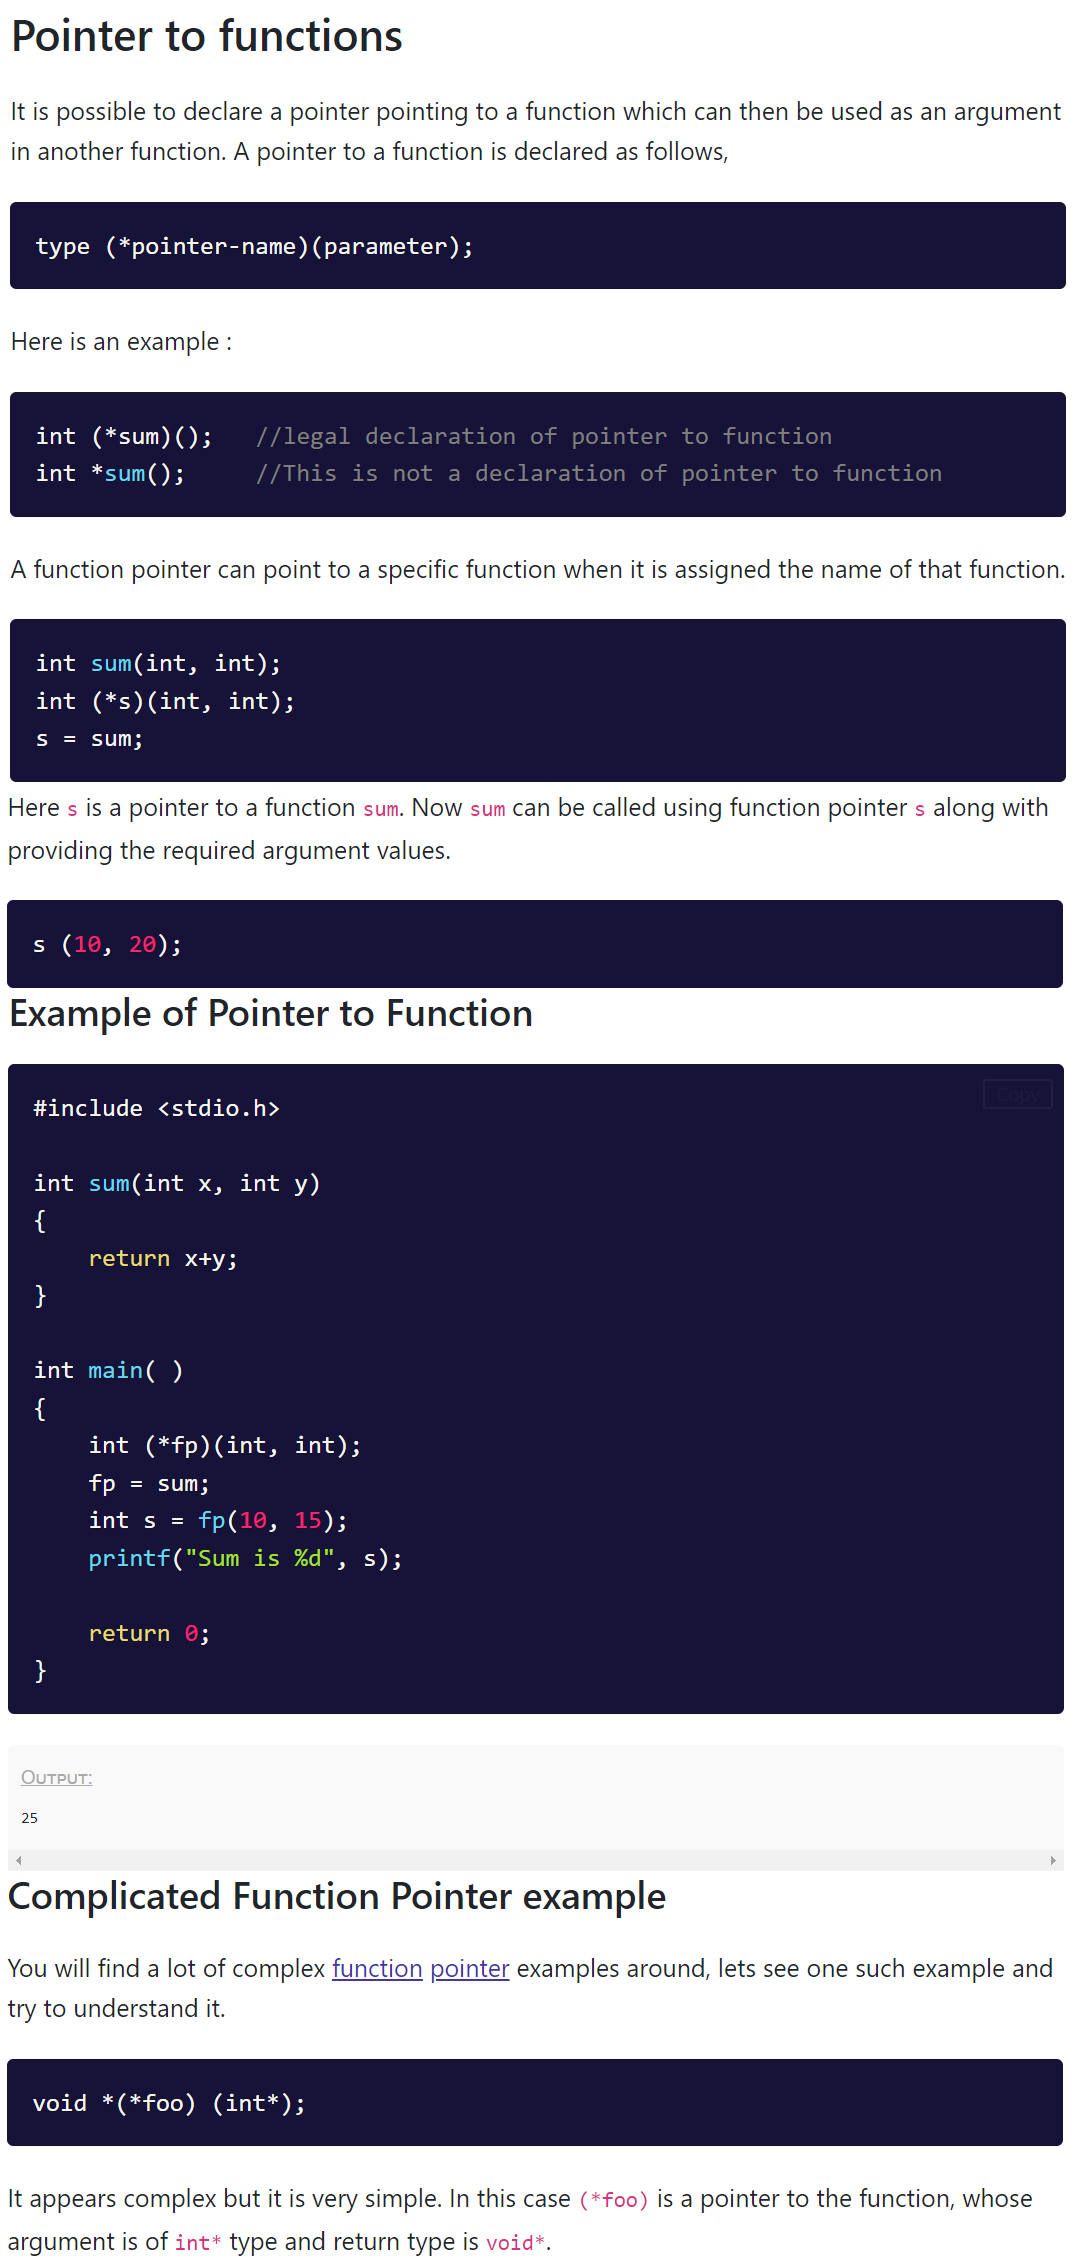 Pointer to functions
It is possible to declare a pointer pointing to a function which can then be used as an argument
in another function. A pointer to a function is declared as follows,
type (*pointer-name)(parameter);
Here is an example :
int (*sum)();   //legal declaration of pointer to function
int *sum();     //This is not a declaration of pointer to function
A function pointer can point to a specific function when it is assigned the name of that function.
int sum(int, int);
int (*s)(int, int);
s = sum;
Here s is a pointer to a function sum. Now sum can be called using function pointer s along with
providing the required argument values.
s (10, 20);
Example of Pointer to Function
Copy
#include <stdio.h>
int sum(int x, int y)
{
    return x+y;
}
int main( )
{
    int (*fp)(int, int);
    fp = sum;
    int s = fp(10, 15);
    printf("Sum is %d", s);
    return 0;
}
OUTPUT:
25
Complicated Function Pointer example
You will find a lot of complex function pointer examples around, lets see one such example and
try to understand it.
void *(*foo) (int*);
It appears complex but it is very simple. In this case (*foo) is a pointer to the function, whose
argument is of int* type and return type is void*.